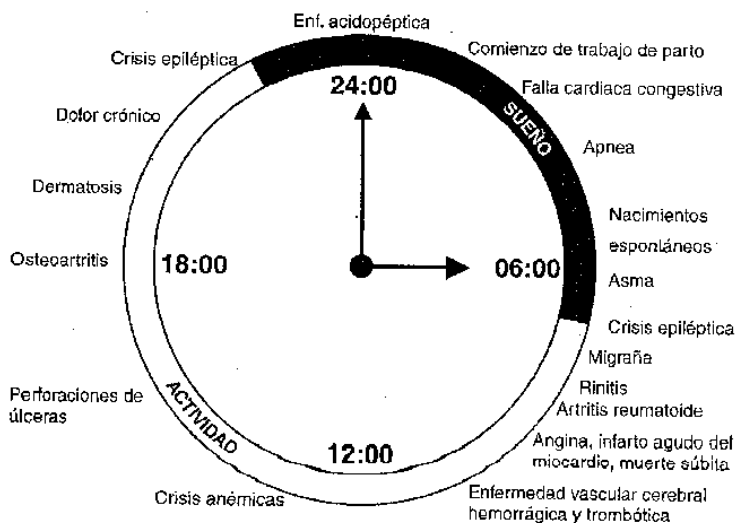 Enf. acidopéptica
Comienzo de trabajo de parto
Falla cardiaca congestiva
Apnea
Nacimientos
espontáneos
Asma
Crisis epiléptica
Migraña
Rinitis
Artritis reumatoide
Angina, infarto agudo del
miocardio, muerte súbita
Enfermedad vascular cerebral
hemorrágica y trombótica
Crisis anémicas
Perforaciones de
úlceras
Osteoartritis
Dermatosis
Dolor crónico
Crisis epiléptica
24:00
SUEÑO
06:00
12:00
ACTIVIDAD
18:00